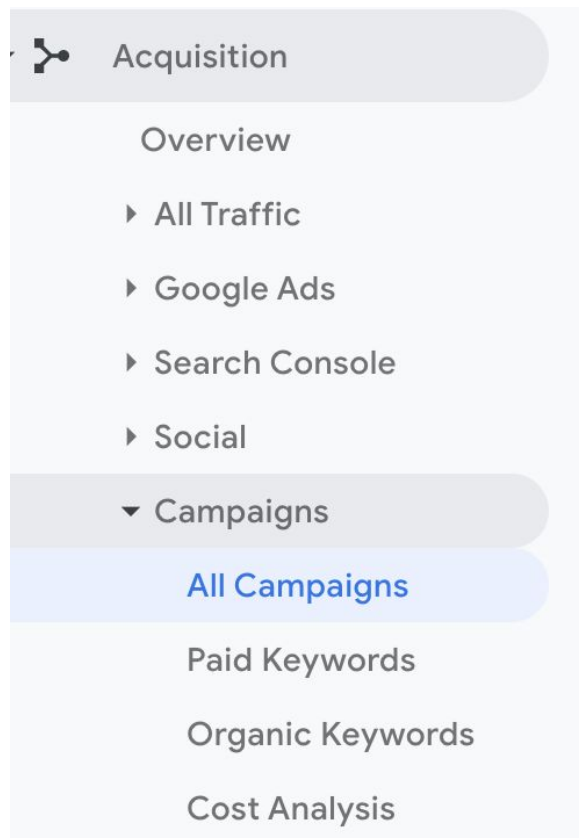 Acquisition
Overview
All Traffic
Google Ads
Search Console
Social
Campaigns
All Campaigns
Paid Keywords
Organic Keywords
Cost Analysis